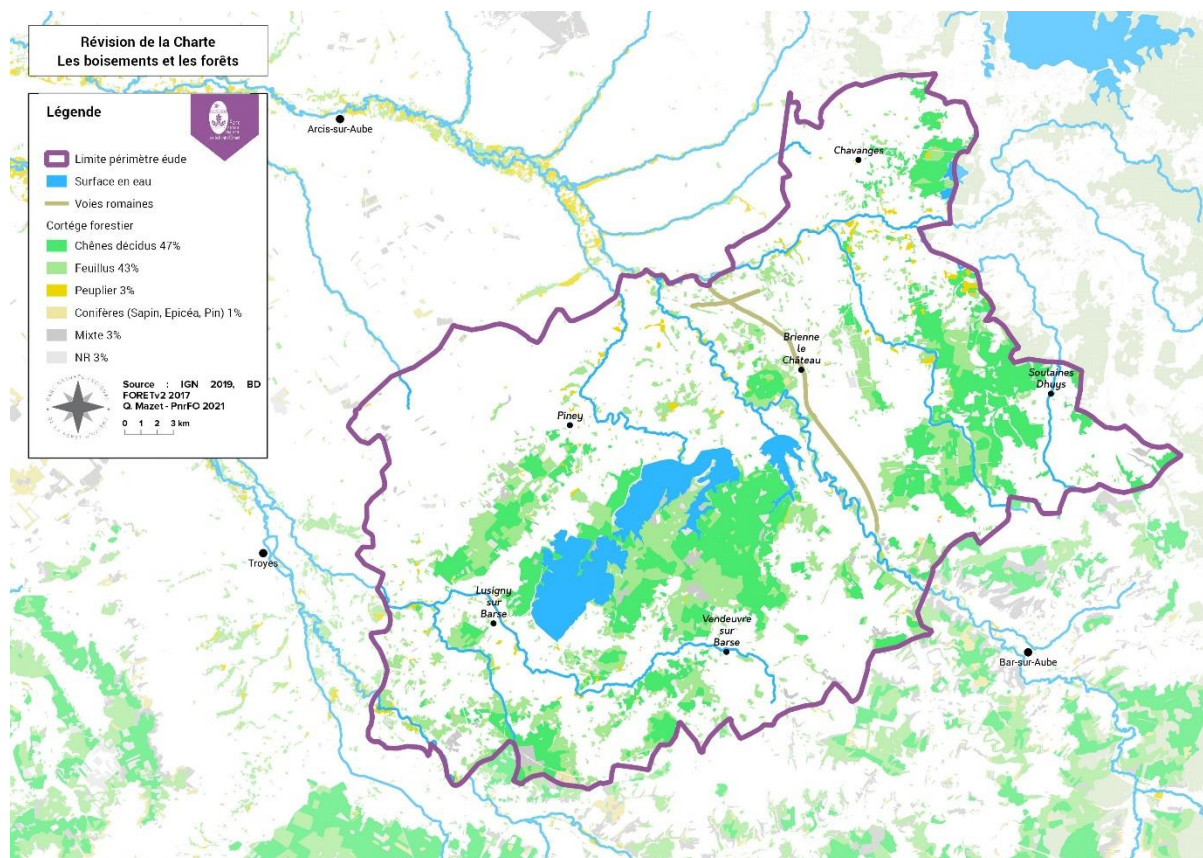 Révision de la Charte
Les boisements et les forêts
Légende
Parc
Limite périmètre éude
Surface en eau
Voies romaines
Cortége forestier
Chênes décidus 47%
Feuillus 43%
Peuplier 3%
Conifères (Sapin, Epicéa, Pin) 1%
Mixte 3%
NR 3%
Source : IGN 2019, BD
FORETv2 2017
Q. Mazet - PnrFO 2021
0 1 2 3 km
Arcis-sur-Aube
Chavanges
Brienne
le
Château
Soulaines
Dhuys
Piney
Troyes
Lusigny
sur
Barse
Vendeuvre
sur
Barse
Bar-sur-Aube